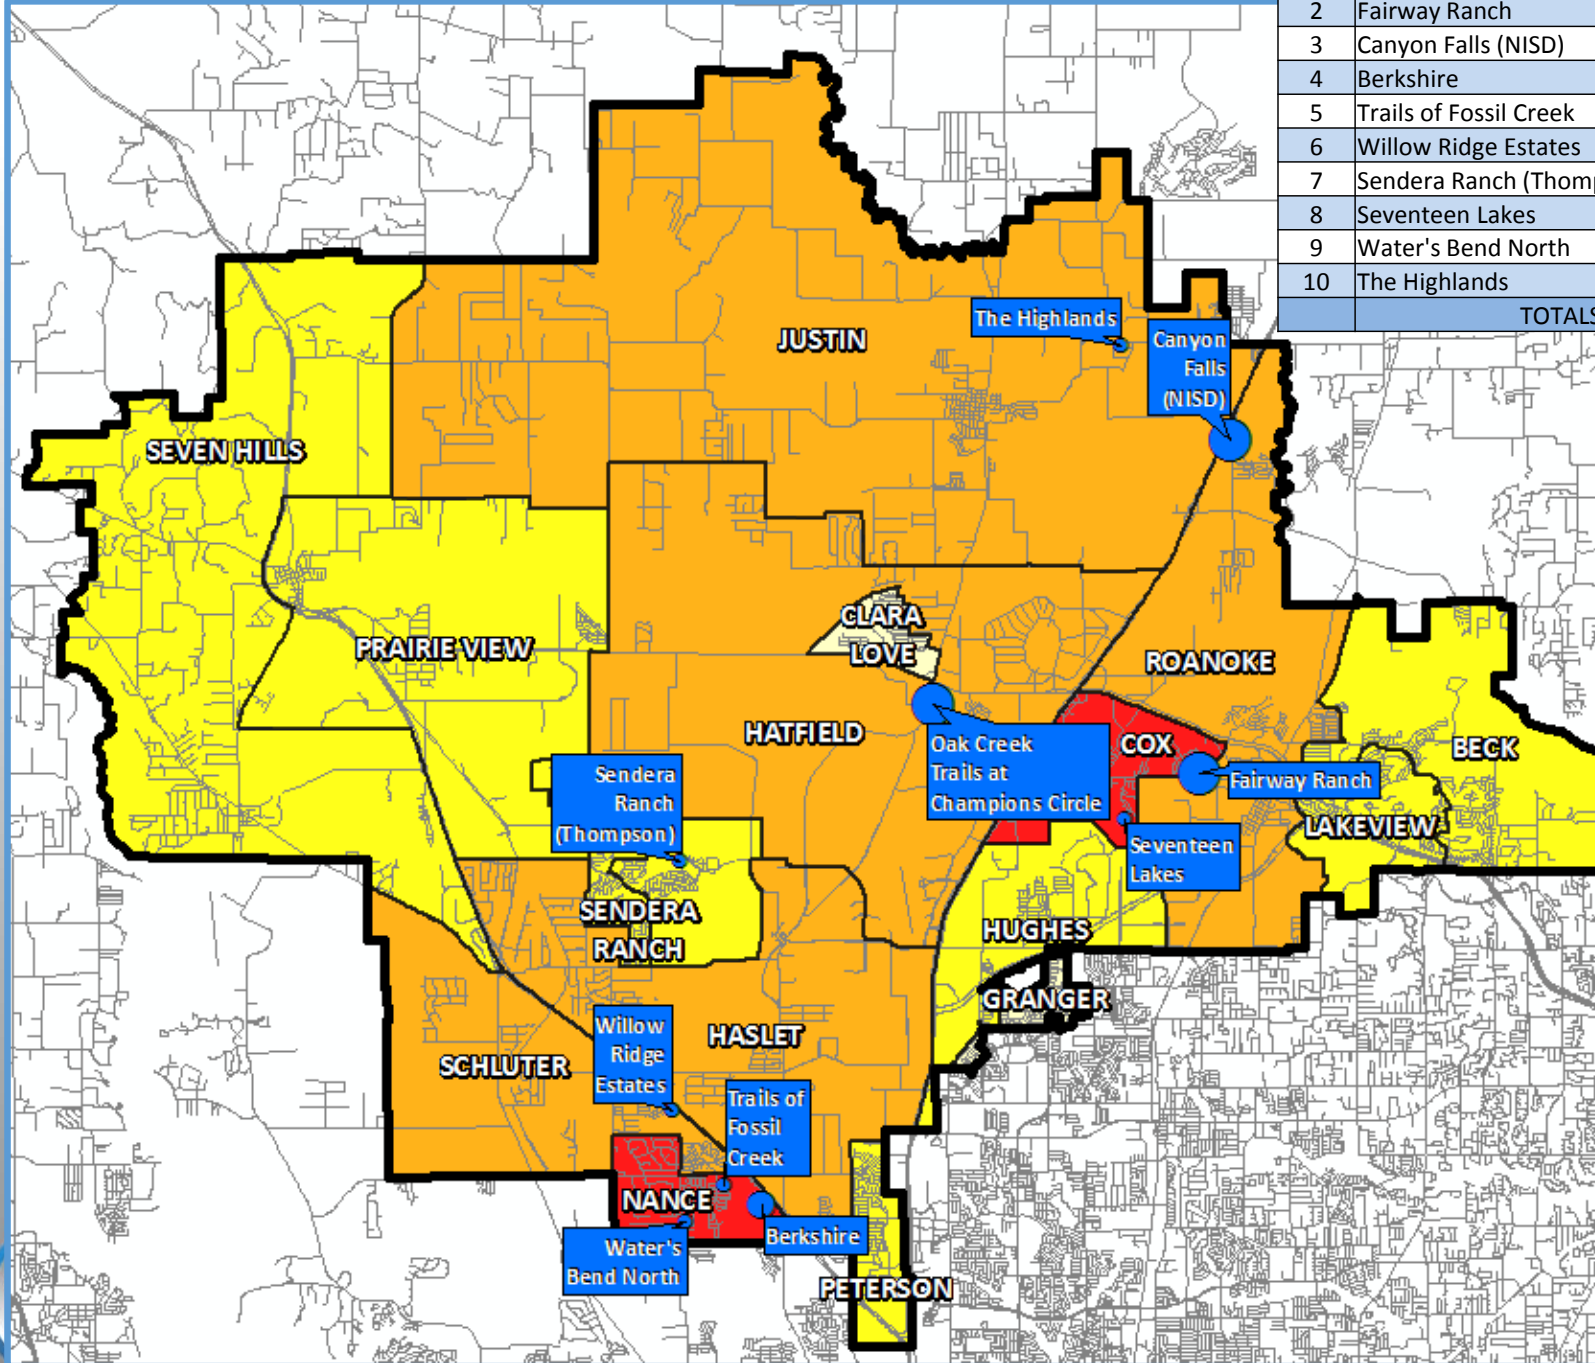 2 Fairway Ranch
3 Canyon Falls (NISD)
4 Berkshire
5 Trails of Fossil Creek
6 Willow Ridge Estates
7 Sendera Ranch (Thom
8 Seventeen Lakes
9 Water's Bend North
10 The Highlands
TOTALS
The Highlands
JUSTIN
Canyon
Falls
(NISD)
SEVEN HILLS
CLARA
LOVE
PRAIRIE VIEW
ROANOKE
HATFIELD
COX
BECK
Oak Creek
Trails at
Champions Circle
Sendera
Ranch
(Thompson)
Fairway Ranch
LAKEVIEW
Seventeen
Lakes
SENDERA
RANCH
HUGHES
GRANGER
Willow
Ridge
Estates
HASLET
SCHLUTER
Trails of
Fossil
Creek
NANCE
Berkshire
Water's
Bend North
PETERSON